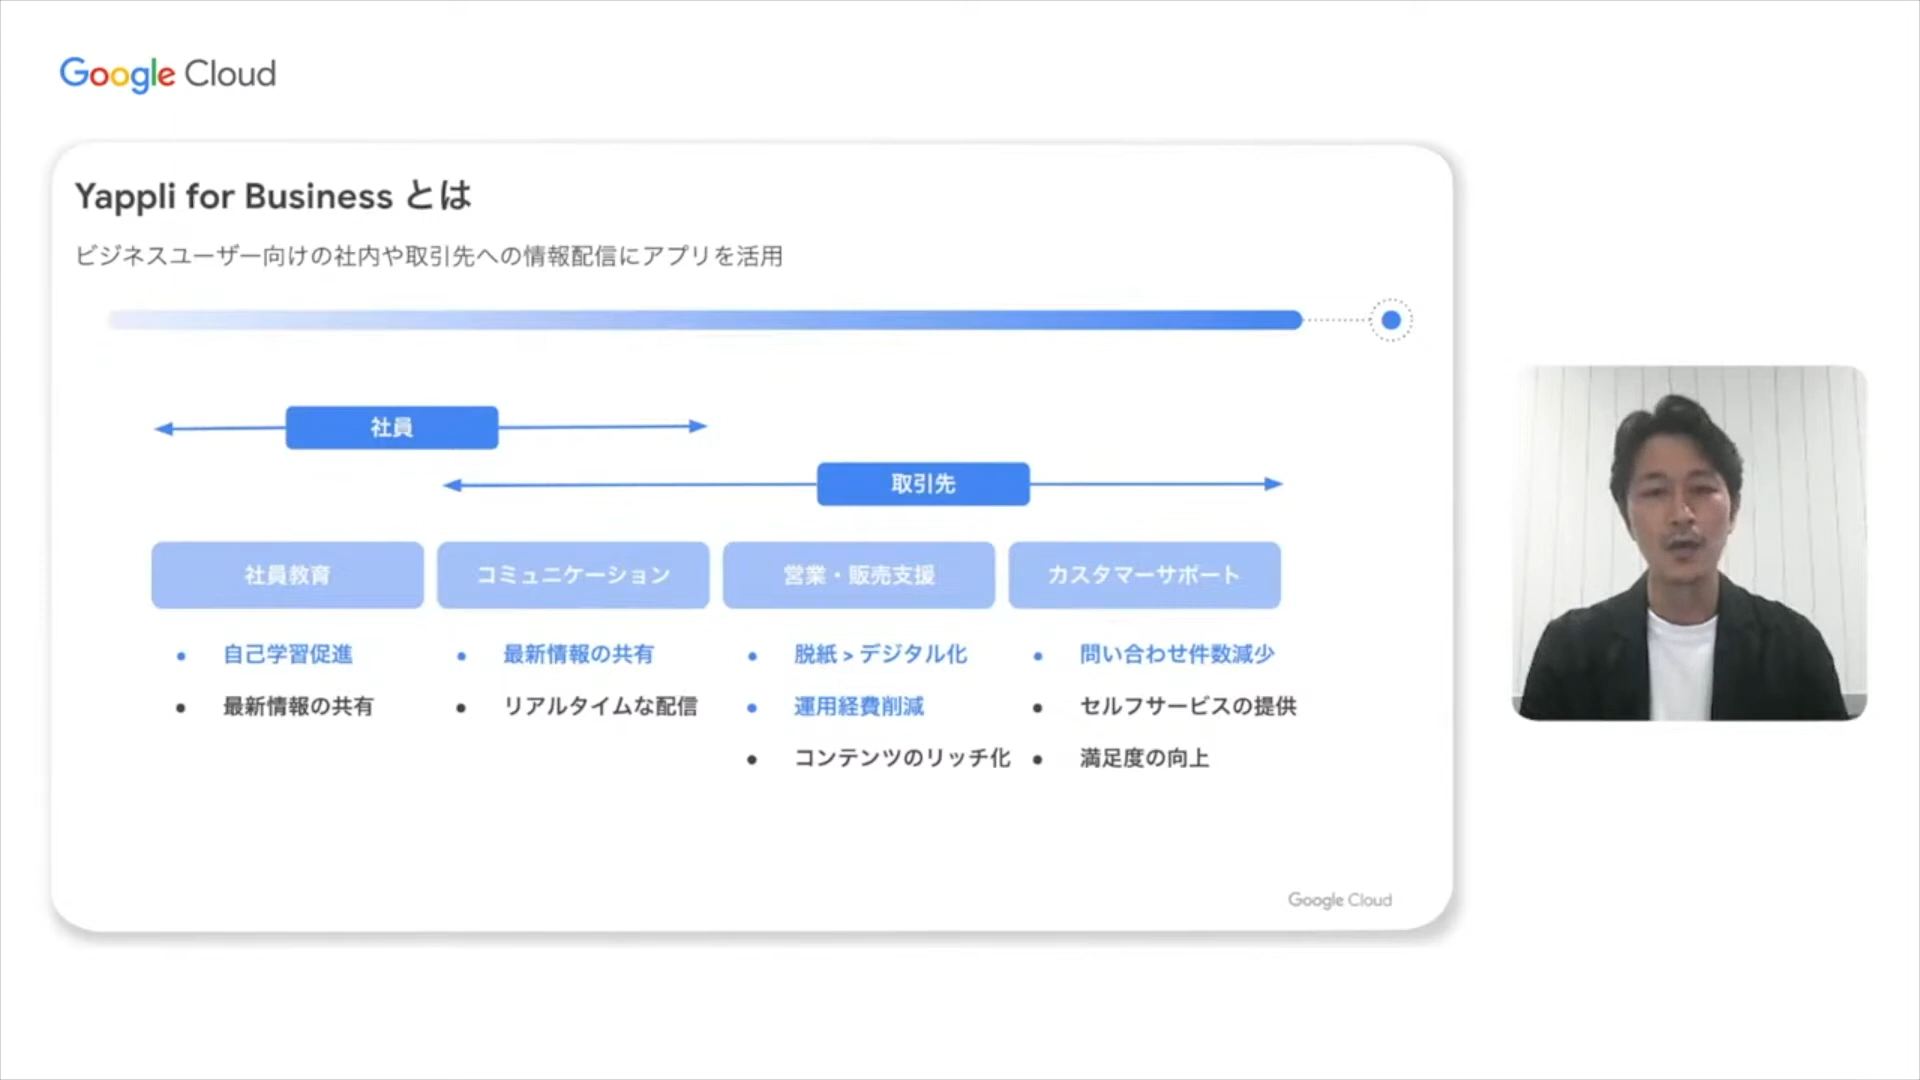 Google Cloud
Yappli for Business とは
ビジネスユーザー向けの社内や取引先への情報配信にアプリを活用
社員
取引先
社員教育
自己学習促進
最新情報の共有
コミュニケーション
最新情報の共有
リアルタイムな配信
営業・販売支援
脱紙 > デジタル化
運用経費削減
コンテンツのリッチ化
カスタマーサポート
問い合わせ件数減少
セルフサービスの提供
満足度の向上
Google Cloud